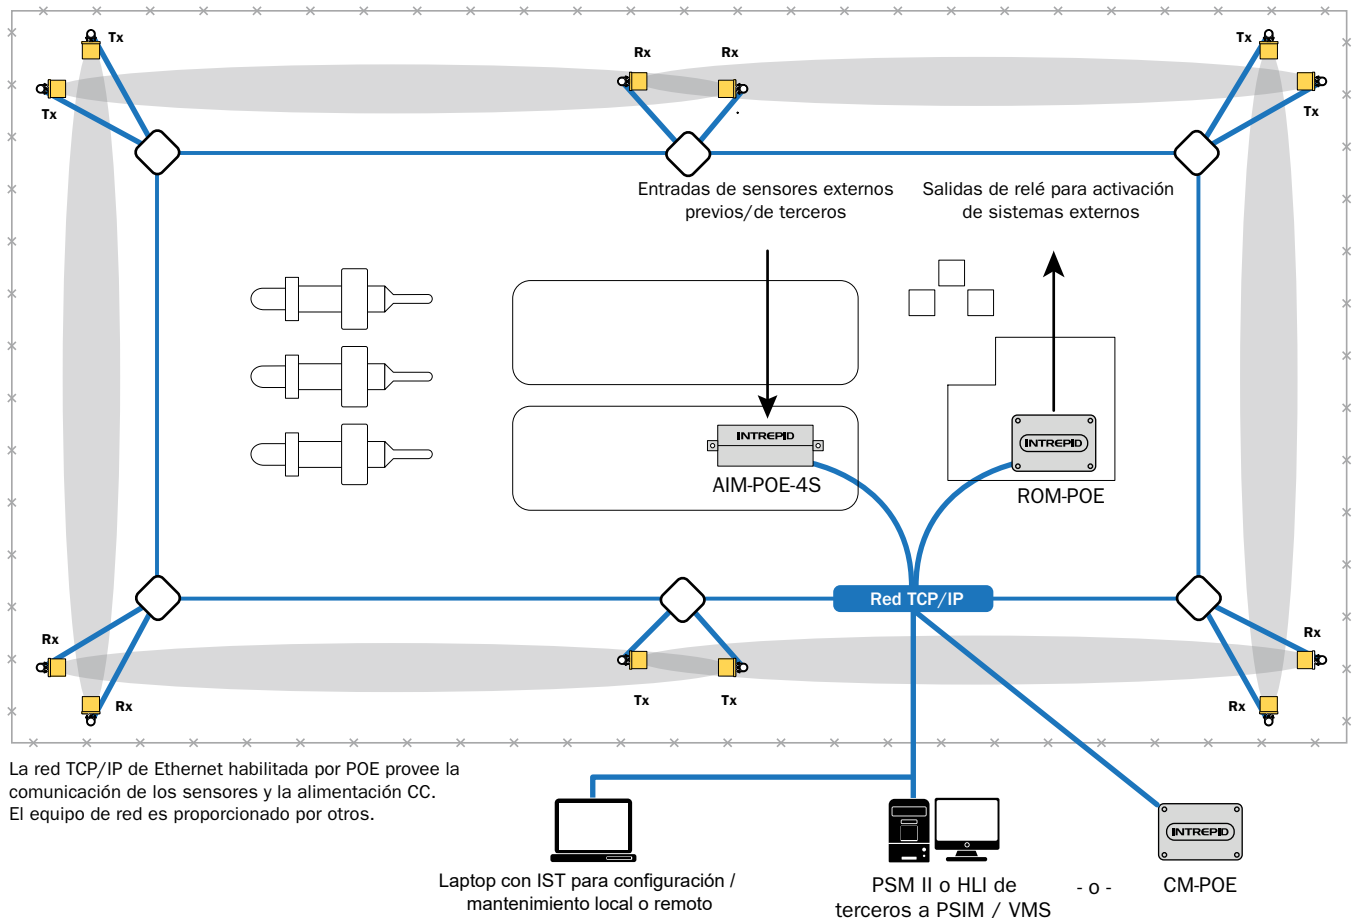 Tx
Rx
Rx
Tx
Tx
Tx
Entradas de sensores externos
previos/de terceros
Salidas de relé para activación
de sistemas externos
INTREPID
AIM-POE-4S
INTREPID
ROM-POE
Red TCP/IP
Rx
Rx
Rx
Tx
Tx
Rx
La red TCP/IP de Ethernet habilitada por POE provee la
comunicación de los sensores y la alimentación CC.
El equipo de red es proporcionado por otros.
Laptop con IST para configuración /
mantenimiento local o remoto
PSM II o HLI de
terceros a PSIM / VMS
- o -
INTREPID
CM-POE